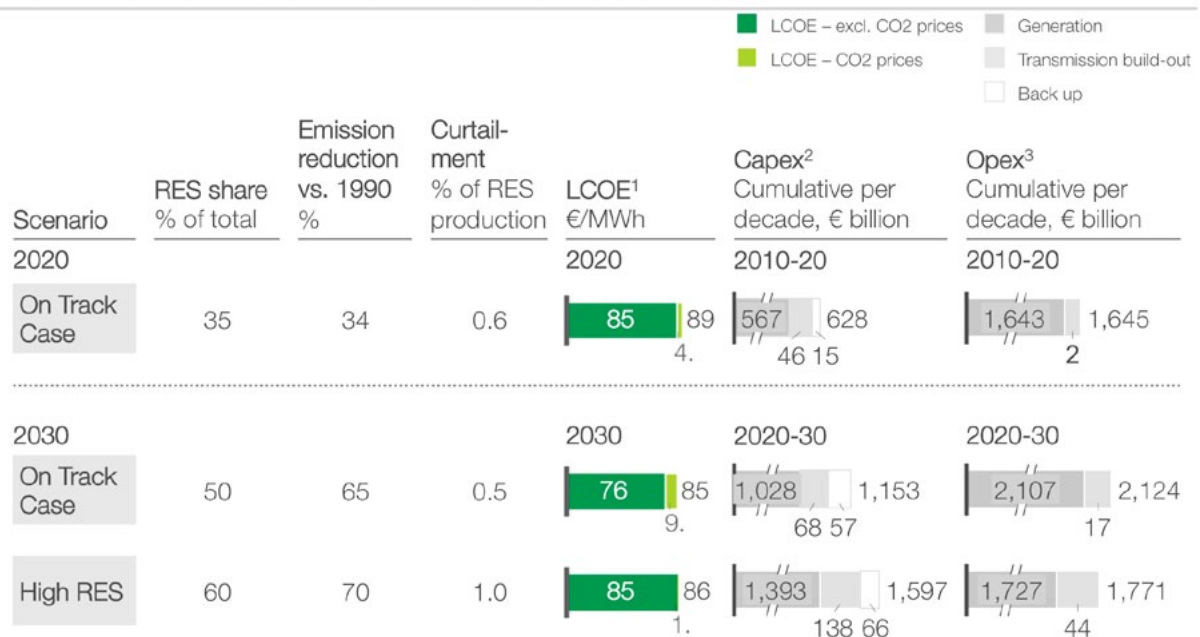 LCOE – excl. CO2 prices Generation
LCOE – CO2 prices Transmission build-out
Back up
Scenario
RES share
% of total
Emission
reduction
vs. 1990
%
Curtail-
ment
% of RES
production
LCOE¹
€/MWh
Capex²
Cumulative per
decade, € billion
Opex³
Cumulative per
decade, € billion
2020 2020 2010-20 2010-20
On Track
Case
35 34 0.6 85 89 567 628 1,643 1,645
4. 46 15 2
2030 2030 2020-30 2020-30
On Track
Case
50 65 0.5 76 85 1,028 1,153 2,107 2,124
9. 68 57 17
High RES 60 70 1.0 85 86 1,393 1,597 1,727 1,771
1. 138 66 44